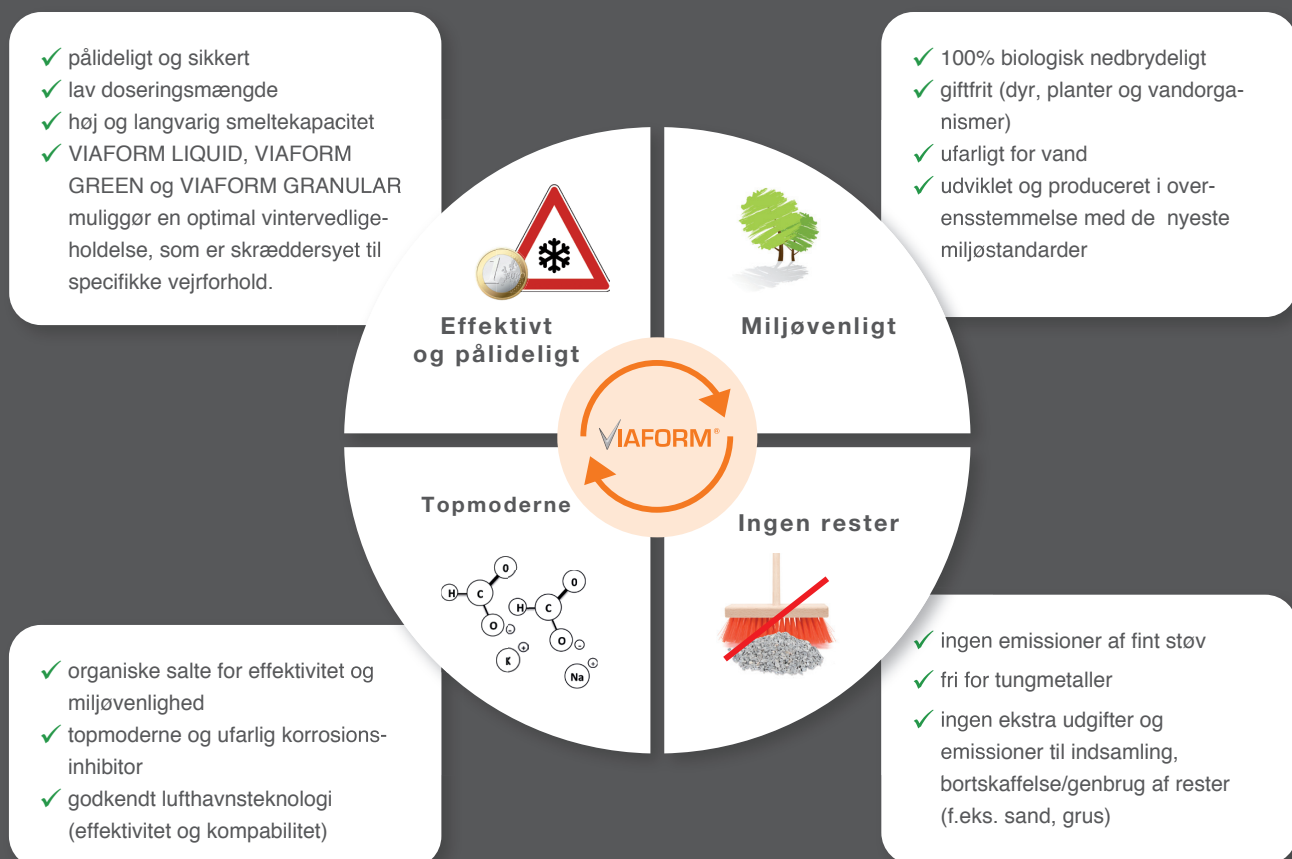 pålideligt og sikkert
lav doseringsmængde
høj og langvarig smeltekapacitet
VIAFORM LIQUID, VIAFORM
GREEN og VIAFORM GRANULAR
muliggør en optimal vintervedlige-
holdelse, som er skræddersyet til
specifikke vejrforhold.
100% biologisk nedbrydeligt
giftfrit (dyr, planter og vandorga-
nismer)
ufarligt for vand
udviklet og produceret i over-
ensstemmelse med de nyeste
miljøstandarder
Effektivt
og pålideligt
Miljøvenligt
VIAFORM®
Topmoderne
H C O O -
K +
H C O O -
Na +
Ingen rester
organiske salte for effektivitet og
miljøvenlighed
topmoderne og ufarlig korrosions-
inhibitor
godkendt lufthavnsteknologi
(effektivitet og kompabilitet)
ingen emissioner af fint støv
fri for tungmetaller
ingen ekstra udgifter og
emissioner til indsamling,
bortskaffelse/genbrug af rester
(f.eks. sand, grus)